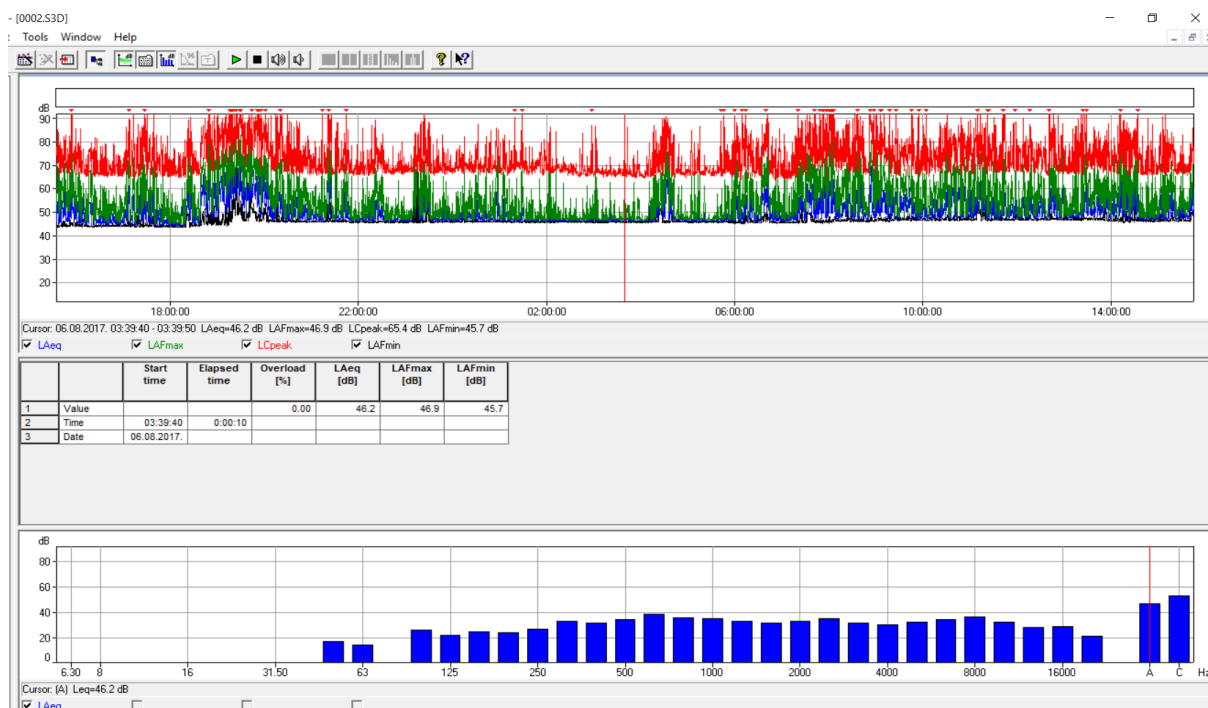 - [0002.S3D]
Tools Window Help
dB
90
80
70
60
50
40
30
20
18:00:00 22:00:00 02:00:00 06:00:00 10:00:00 14:00:00
Cursor: 06.08.2017. 03:39:40 - 03:39:50 LAeq=46.2 dB LAFmax=46.9 dB LCpeak=65.4 dB LAFmin=45.7 dB
LAeq LAFmax LCpeak LAFmin
Start time Elapsed time Overload [%] LAeq [dB] LAFmax [dB] LAFmin [dB]
1 Value 0.00 46.2 46.9 45.7
2 Time 03:39:40 0:00:10
3 Date 06.08.2017.
dB
80
60
40
20
0
6.30 8 16 31.50 63 125 250 500 1000 2000 4000 8000 16000 A C Hz
Cursor: (A) Leq=46.2 dB
LAeq